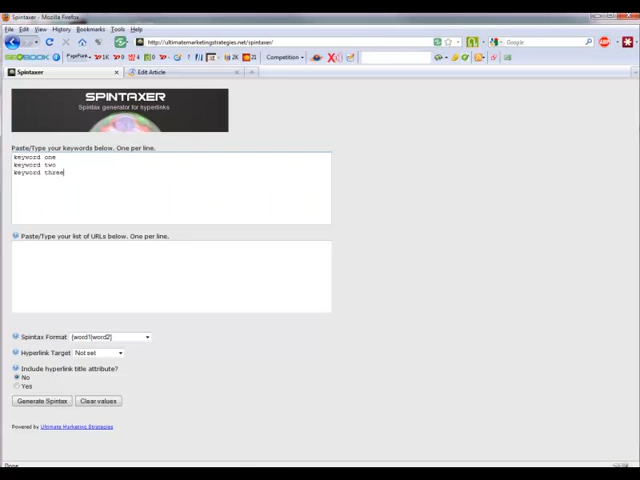 Spintaxer - Mozilla Firefox
File Edit View History Bookmarks Tools Help
http://ultimatemarketingstrategies.net/spintaxer/
Google
SEOBOOK
Competition
Spintaxer
Edit Article
SPINTAXER
Spintax generator for hyperlinks
Paste/Type your keywords below. One per line.
keyword one
keyword two
keyword three
Paste/Type your list of URLs below. One per line.
Spintax Format {word1|word2}
Hyperlink Target Not set
Include hyperlink title attribute?
No
Yes
Generate Spintax Clear values
Powered by Ultimate Marketing Strategies
Done